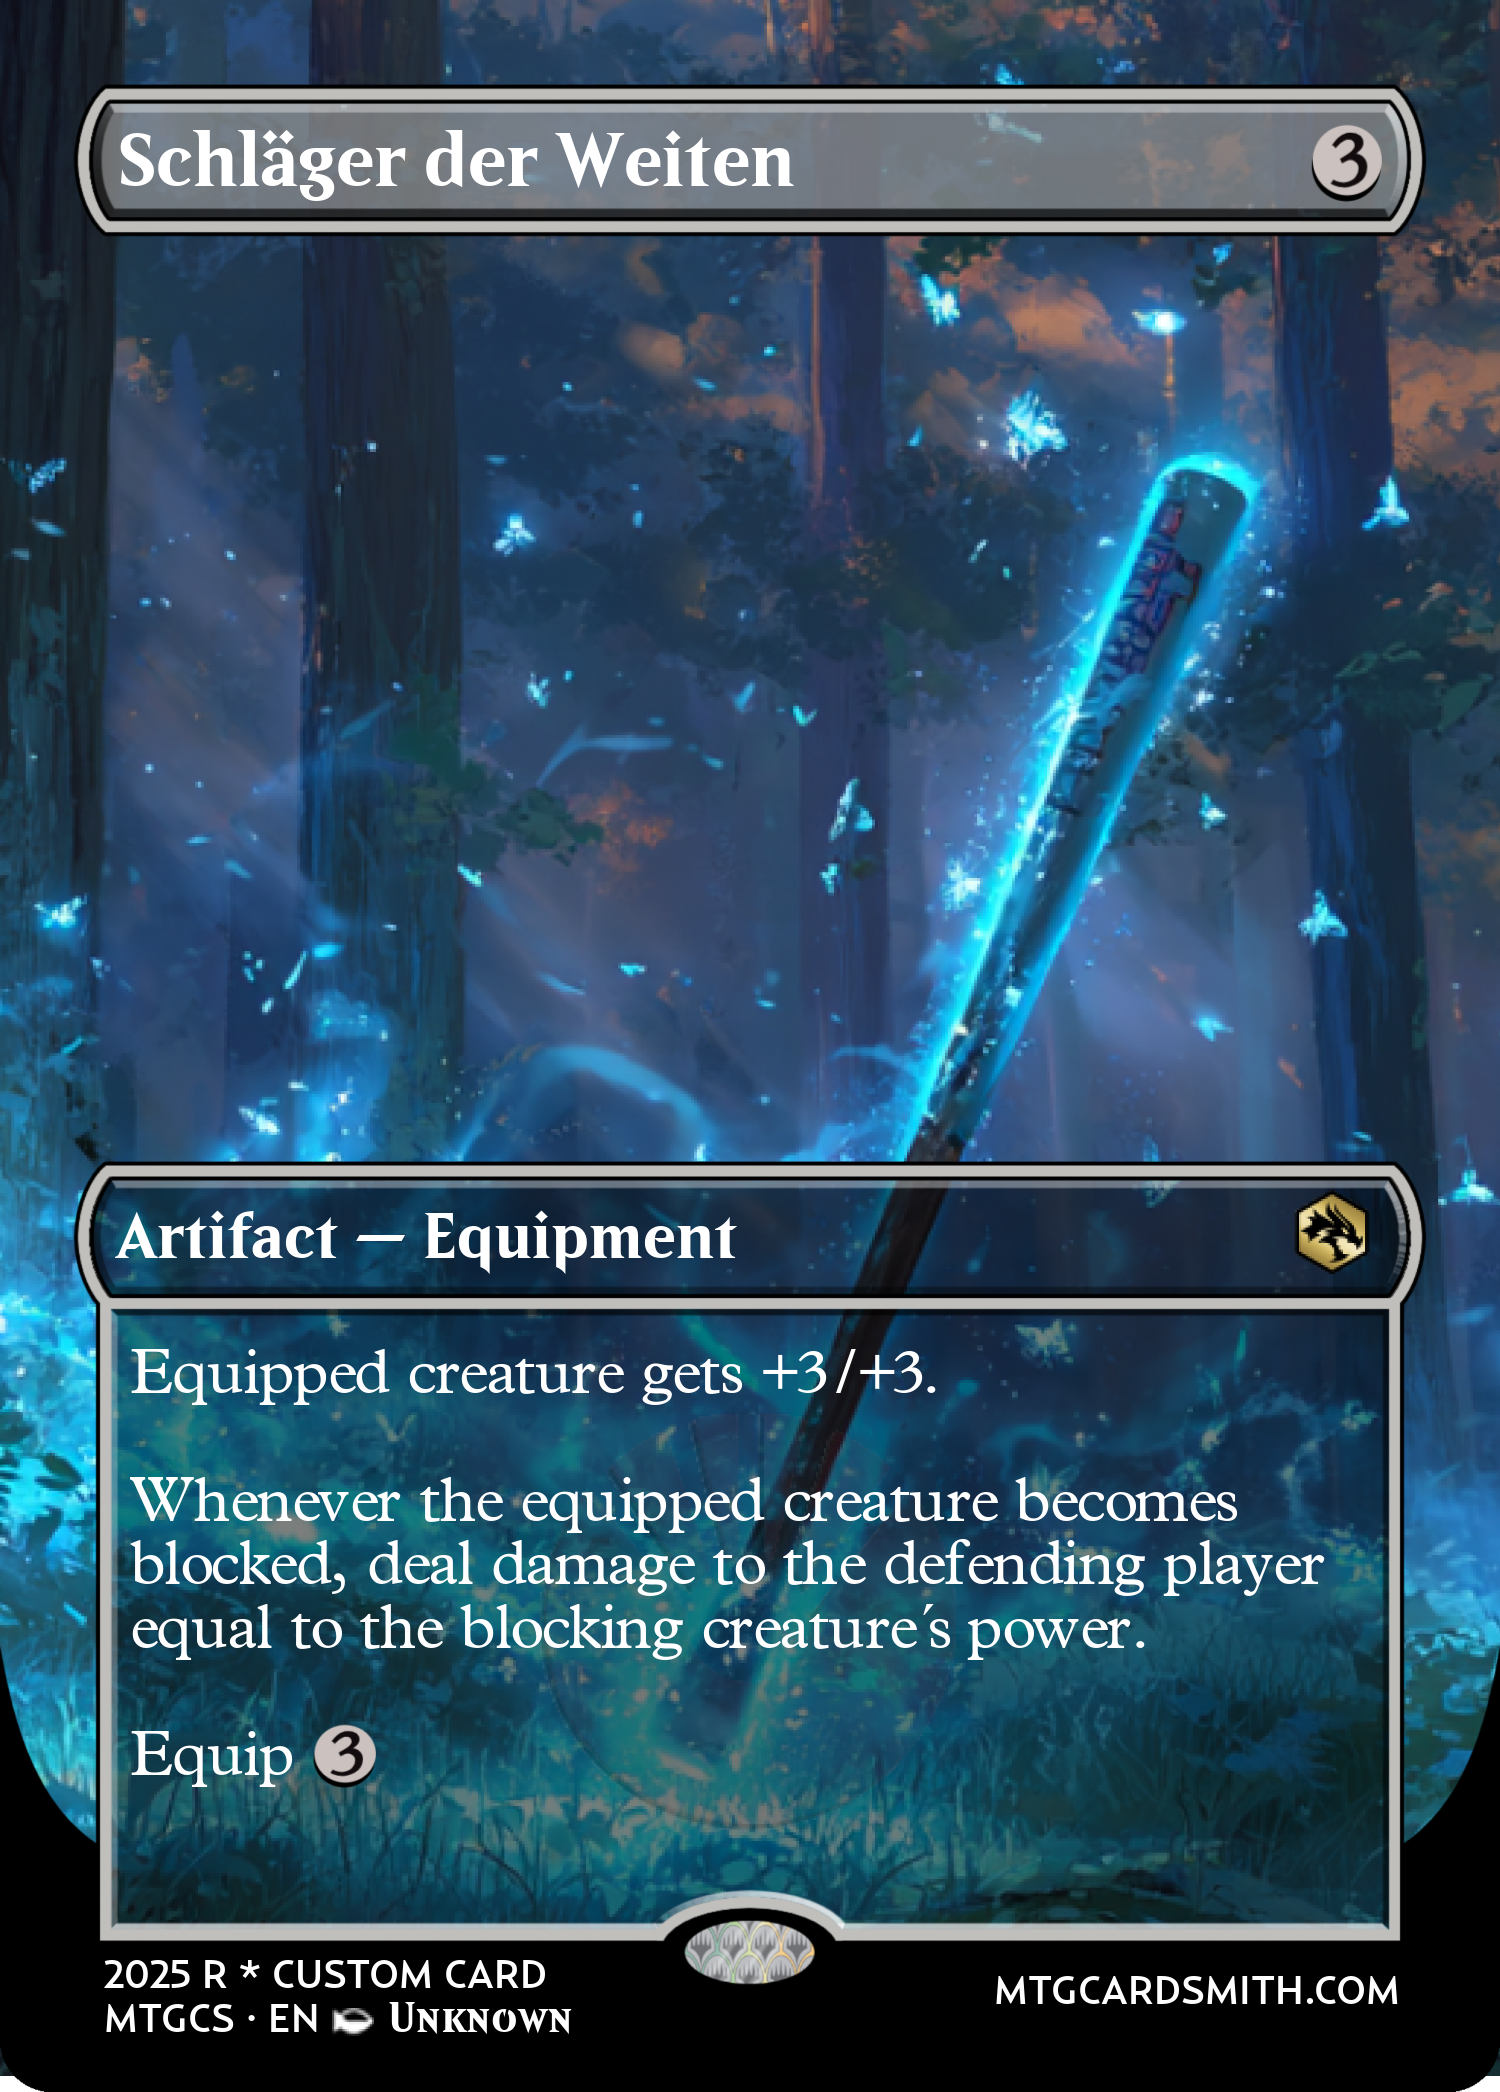 Schläger der Weiten 3
Artifact — Equipment
Equipped creature gets +3/+3.
Whenever the equipped creature becomes
blocked, deal damage to the defending player
equal to the blocking creature´s power.
Equip 3
2025 R * CUSTOM CARD
MTGCS · EN Unknown
MTGCARDSMITH.COM